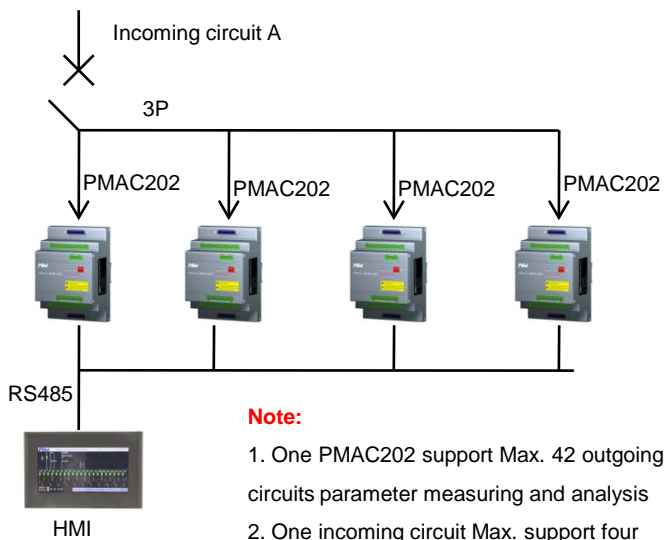 Incoming circuit A
3P
PMAC202
PMAC202
PMAC202
PMAC202
RS485
HMI
Note:
1. One PMAC202 support Max. 42 outgoing
circuits parameter measuring and analysis
2. One incoming circuit Max. support four